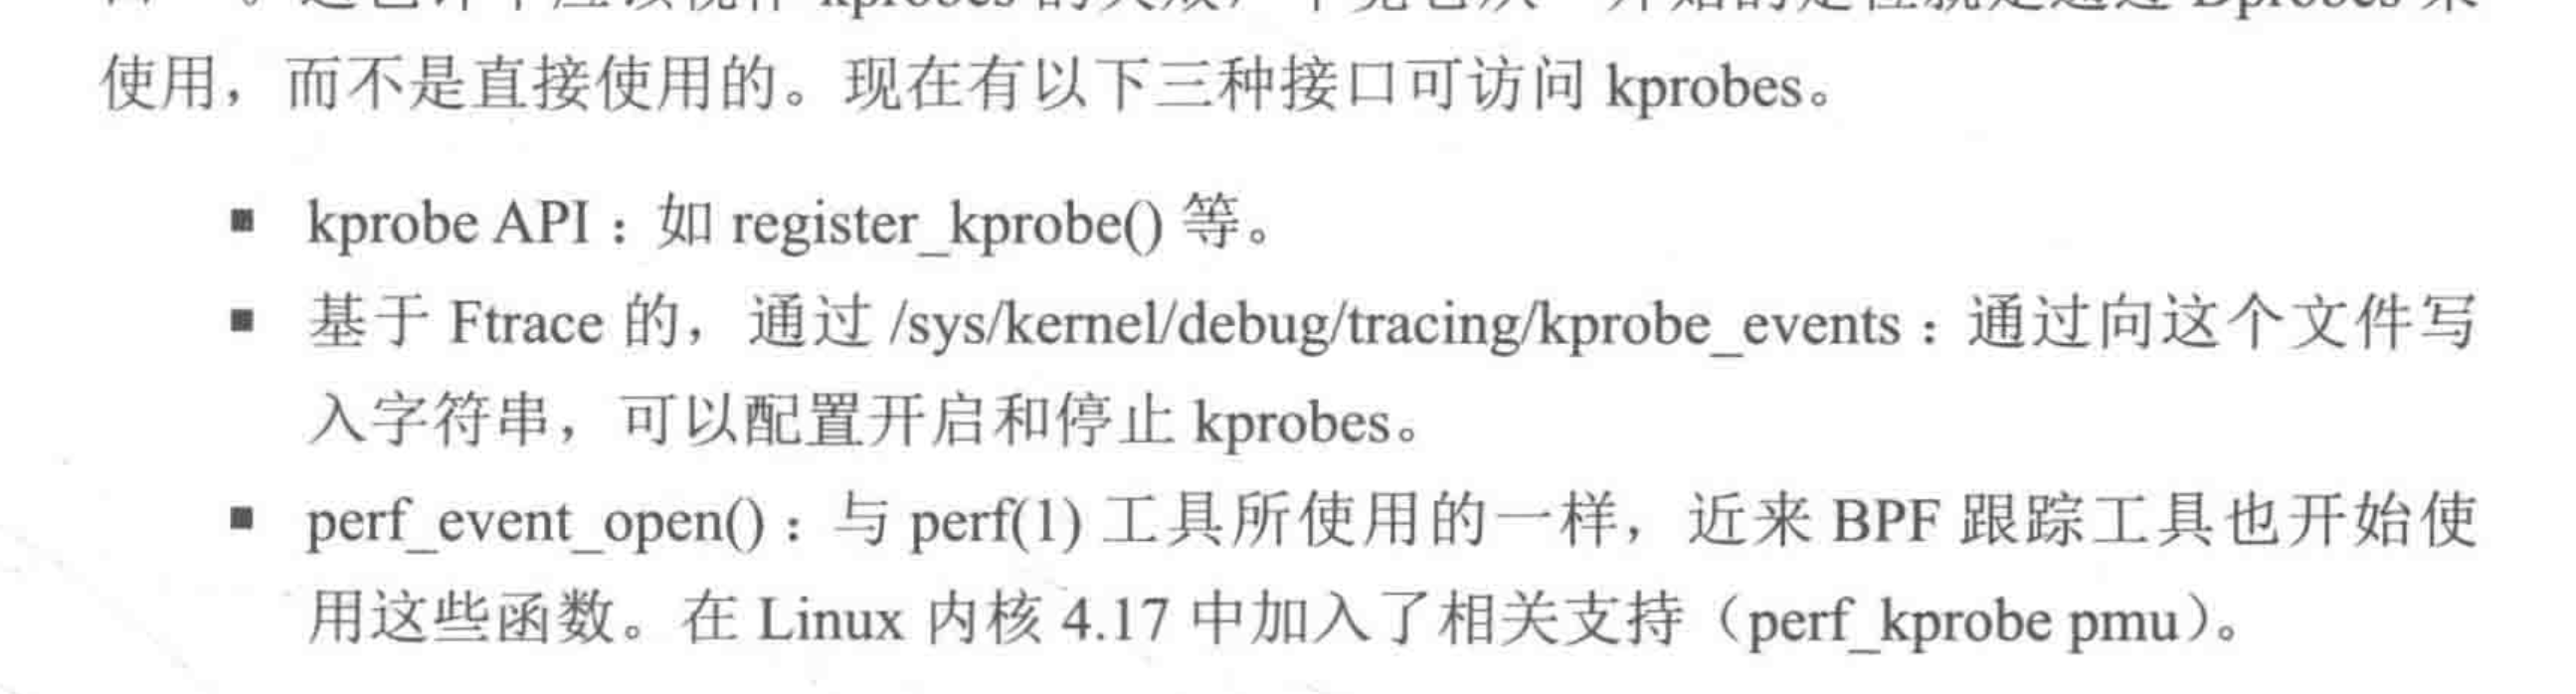 使用，而不是直接使用的。现在有以下三种接口可访问 kprobes。
■ kprobe API：如 register_kprobe() 等。
■ 基于 Ftrace 的，通过 /sys/kernel/debug/tracing/kprobe_events：通过向这个文件写
入字符串，可以配置开启和停止 kprobes。
■ perf_event_open()：与 perf(1) 工具所使用的一样，近来 BPF 跟踪工具也开始使
用这些函数。在 Linux 内核 4.17 中加入了相关支持（perf_kprobe pmu）。